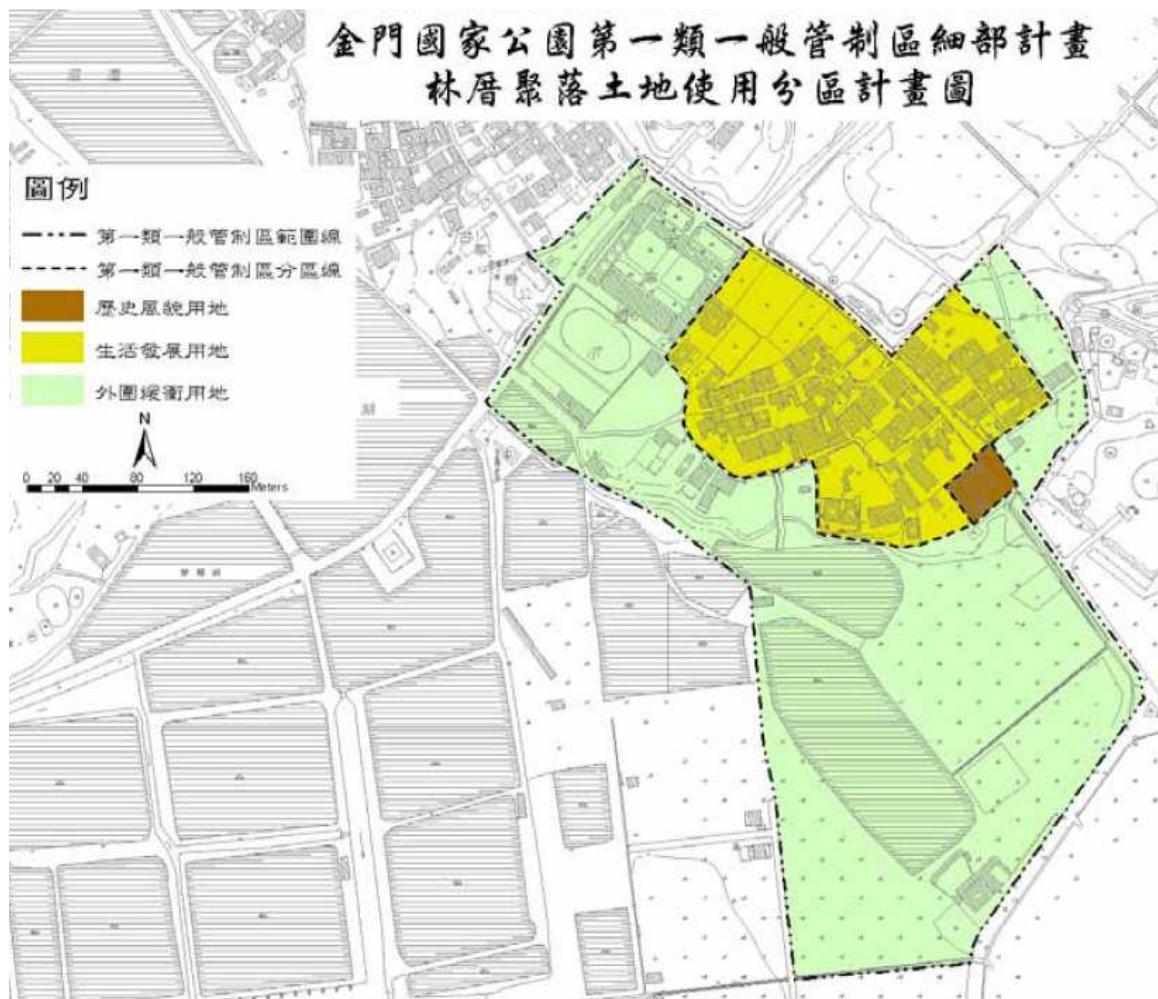 金門國家公園第一類一般管制區細部計畫
林厝聚落土地使用分區計畫圖
圖例
第一類一般管制區範圍線
第一類一般管制區分區線
歷史風貌用地
生活發展用地
外圍緩衝用地
N
0 20 40 80 120 160
Meters